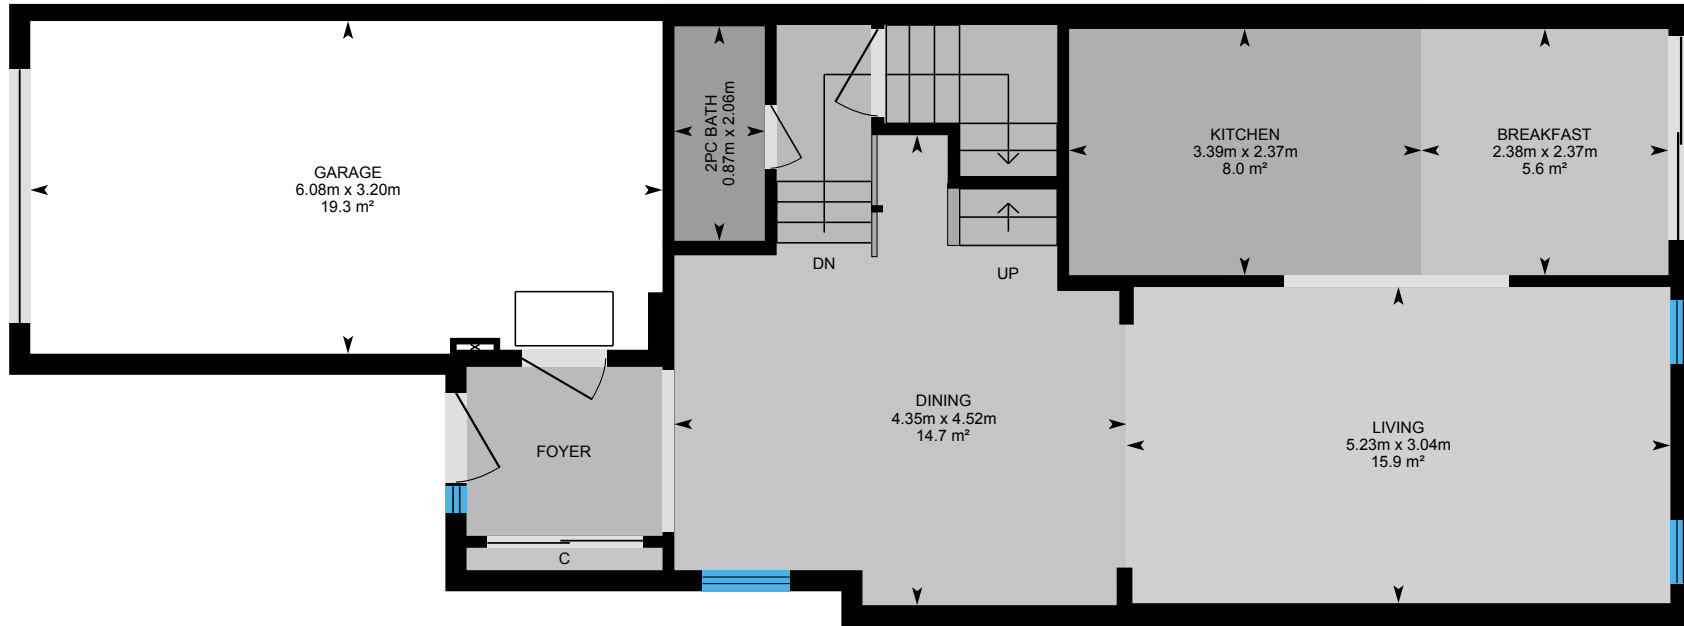 GARAGE
6.08m x 3.20m
19.3 m²
2PC BATH
0.87m x 2.06m
DN
UP
KITCHEN
3.39m x 2.37m
8.0 m²
BREAKFAST
2.38m x 2.37m
5.6 m²
FOYER
C
DINING
4.35m x 4.52m
14.7 m²
LIVING
5.23m x 3.04m
15.9 m²